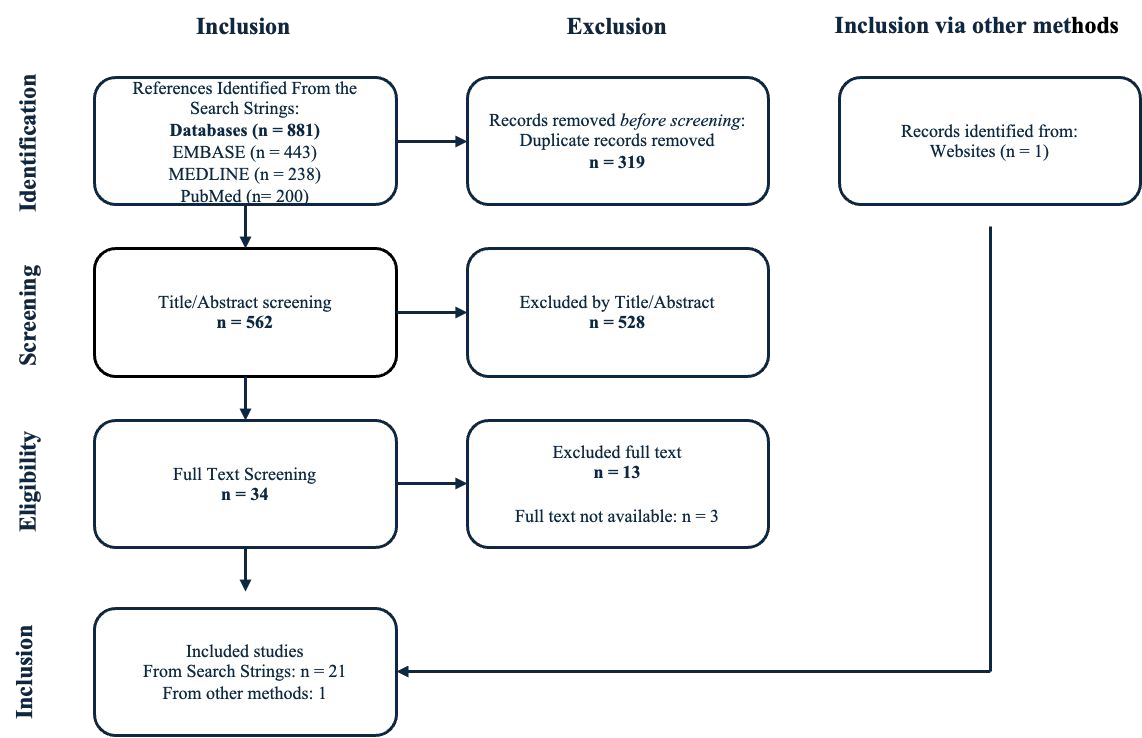 Inclusion
Exclusion
Inclusion via other methods
Identification
References Identified From the
Search Strings:
Databases (n = 881)
EMBASE (n = 443)
MEDLINE (n = 238)
PubMed (n= 200)
Records removed before screening:
Duplicate records removed
n = 319
Records identified from:
Websites (n = 1)
Screening
Title/Abstract screening
n = 562
Excluded by Title/Abstract
n = 528
Eligibility
Full Text Screening
n = 34
Excluded full text
n = 13
Full text not available: n = 3
Inclusion
Included studies
From Search Strings: n = 21
From other methods: 1